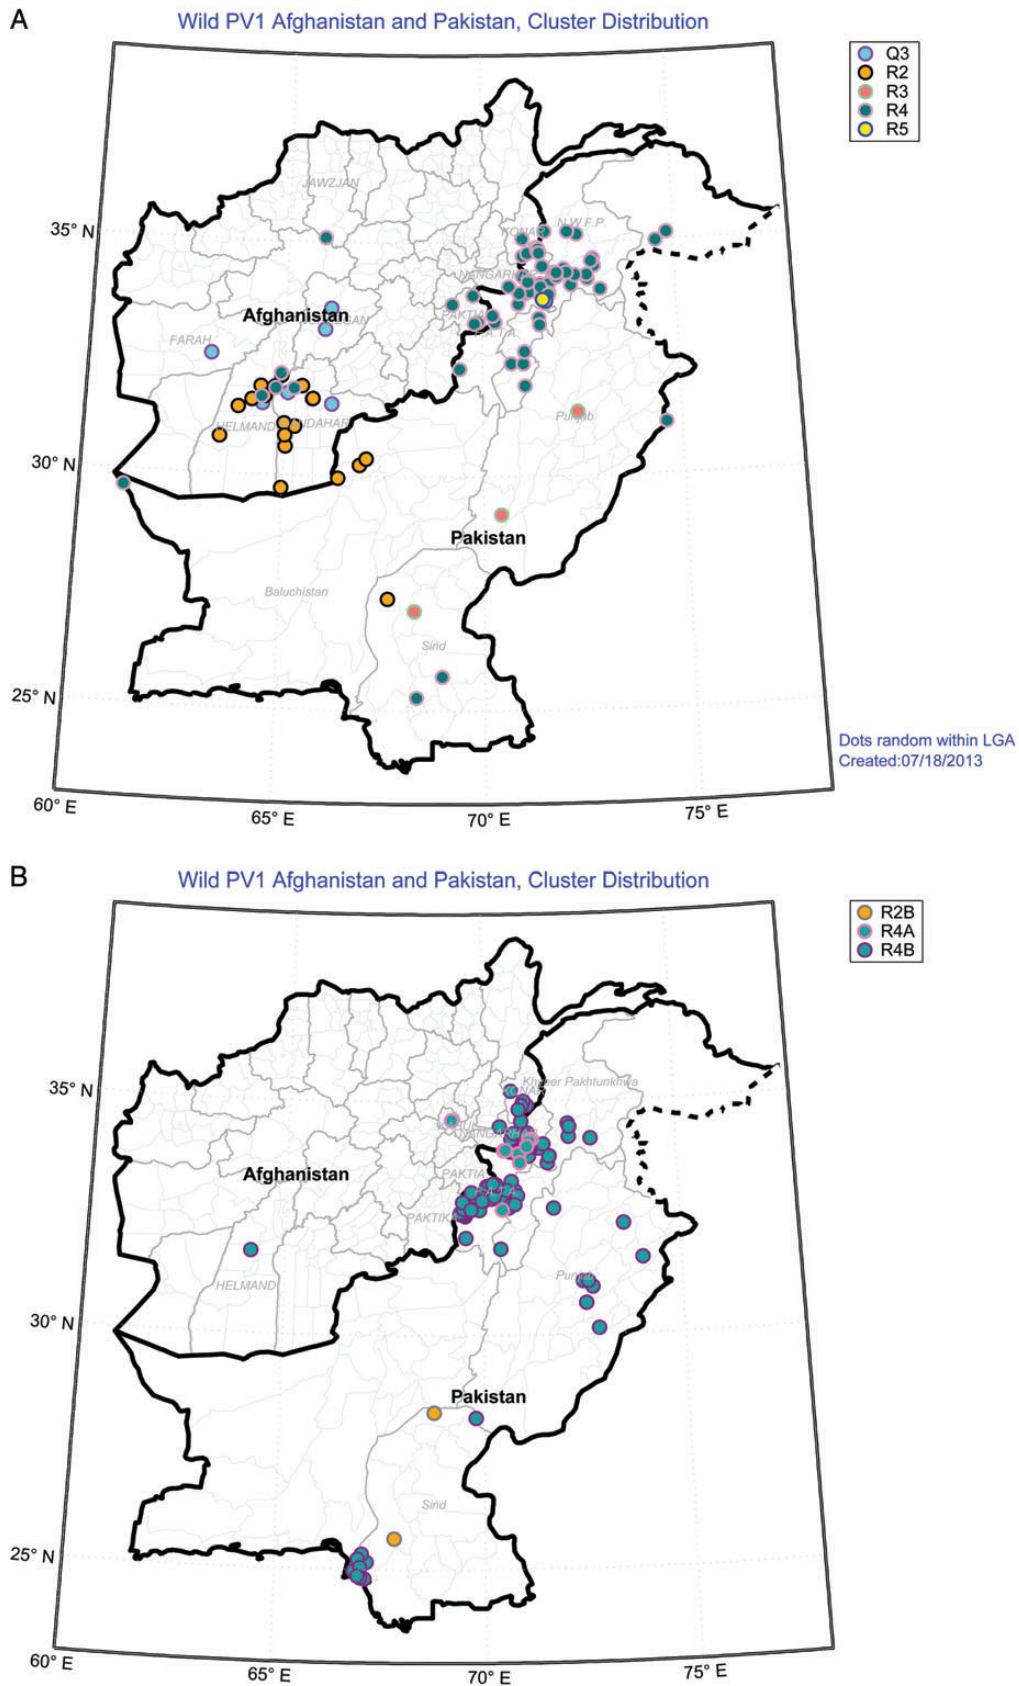 A
Wild PV1 Afghanistan and Pakistan, Cluster Distribution
Q3
R2
R3
R4
R5
JAWZJAN
35° N
N.W.F.P.
KONAR
NANGARHAR
Afghanistan
PAKTIA
FARAH
HELMAND
Punjab
30° N
Pakistan
Baluchistan
Sind
25° N
Dots random within LGA
Created:07/18/2013
60° E
65° E
70° E
75° E
B
Wild PV1 Afghanistan and Pakistan, Cluster Distribution
R2B
R4A
R4B
35° N
Khyber Pakhtunkhwa
KONAR
NANGARHAR
Afghanistan
PAKTIA
F.A.T.A.
PAKTIKA
HELMAND
Punjab
30° N
Pakistan
Sind
25° N
60° E
65° E
70° E
75° E